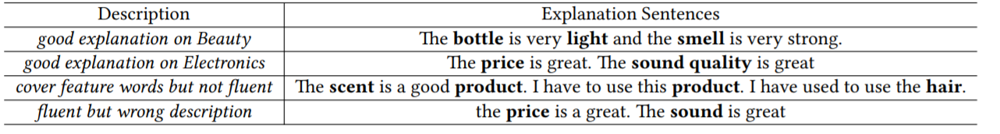 Description Explanation Sentences
good explanation on Beauty The bottle is very light and the smell is very strong.
good explanation on Electronics The price is great. The sound quality is great
cover feature words but not fluent The scent is a good product. I have to use this product. I have used to use the hair.
fluent but wrong description the price is a great. The sound is great